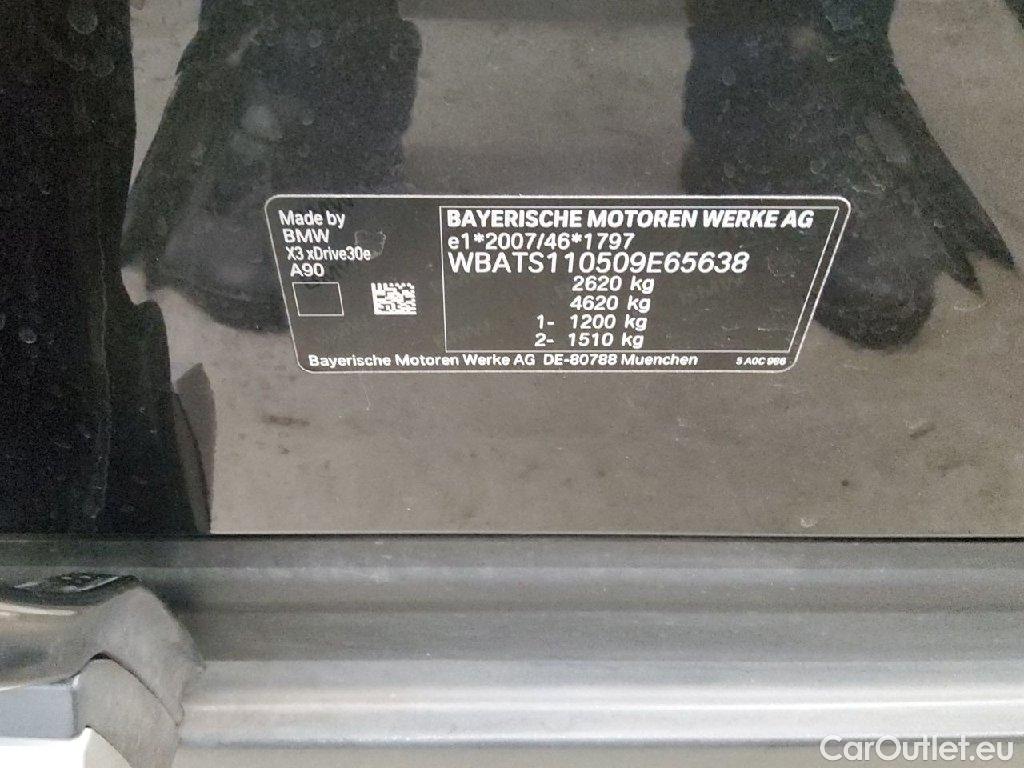 Made by
BMW
X3 xDrive30e
A90
BAYERISCHE MOTOREN WERKE AG
e1*2007/46*1797
WBATS110509E65638
2620 kg
4620 kg
1- 1200 kg
2- 1510 kg
Bayerische Motoren Werke AG DE-80788 Muenchen
CarOutlet.eu